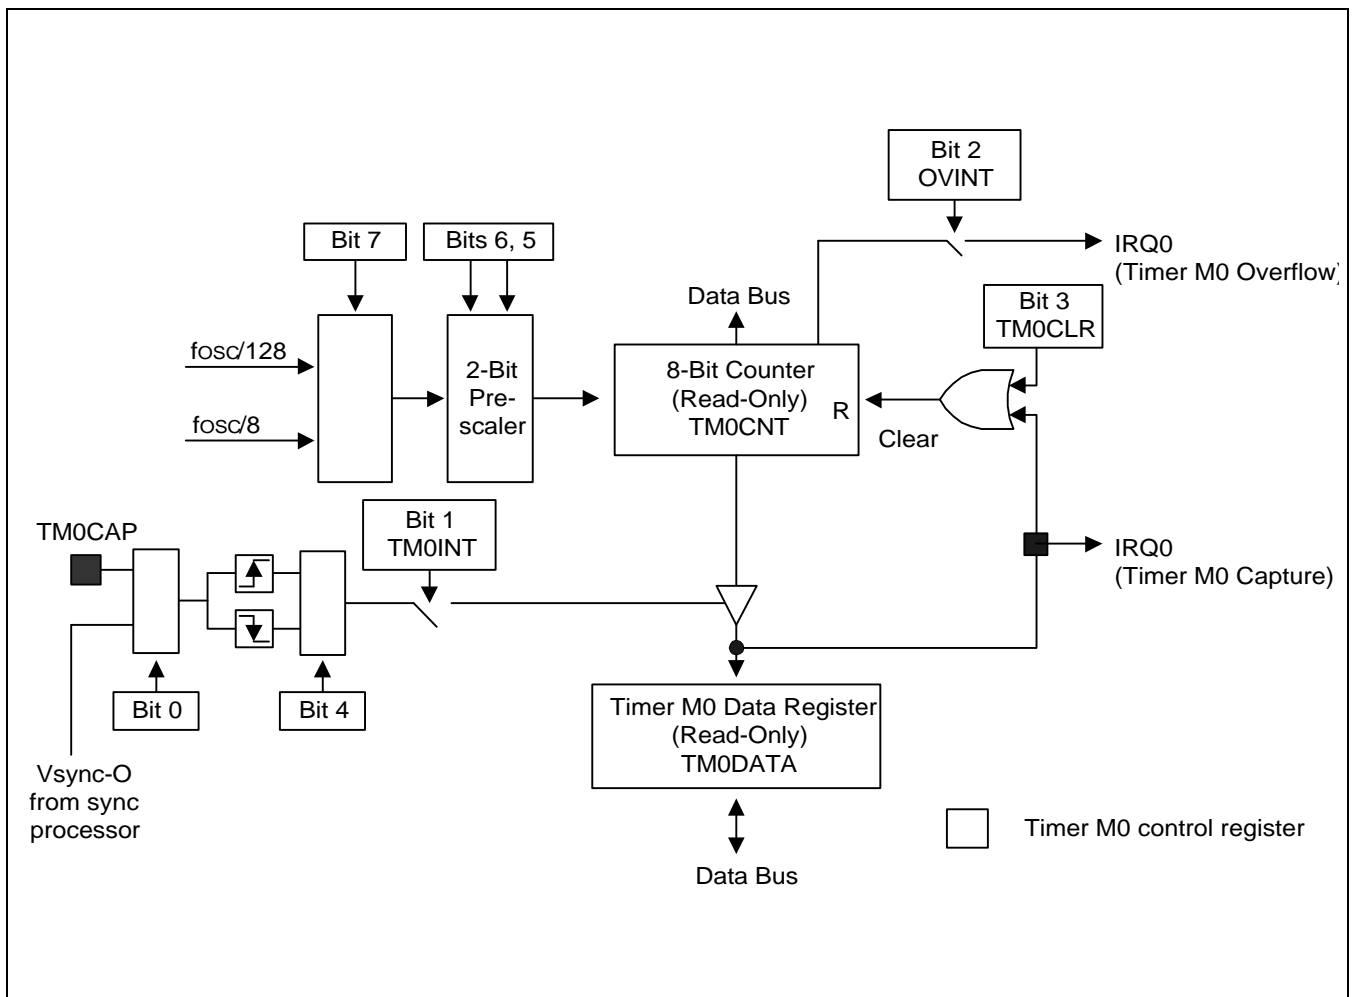 Bit 2
OVINT
Bit 7
Bits 6, 5
IRQ0
(Timer M0 Overflow)
Data Bus
Bit 3
TM0CLR
fosc/128
2-Bit
Pre-
scaler
8-Bit Counter
(Read-Only)
TM0CNT
R
fosc/8
Clear
Bit 1
TM0INT
TM0CAP
IRQ0
(Timer M0 Capture)
Bit 0
Bit 4
Timer M0 Data Register
(Read-Only)
TM0DATA
Vsync-O
from sync
processor
Timer M0 control register
Data Bus